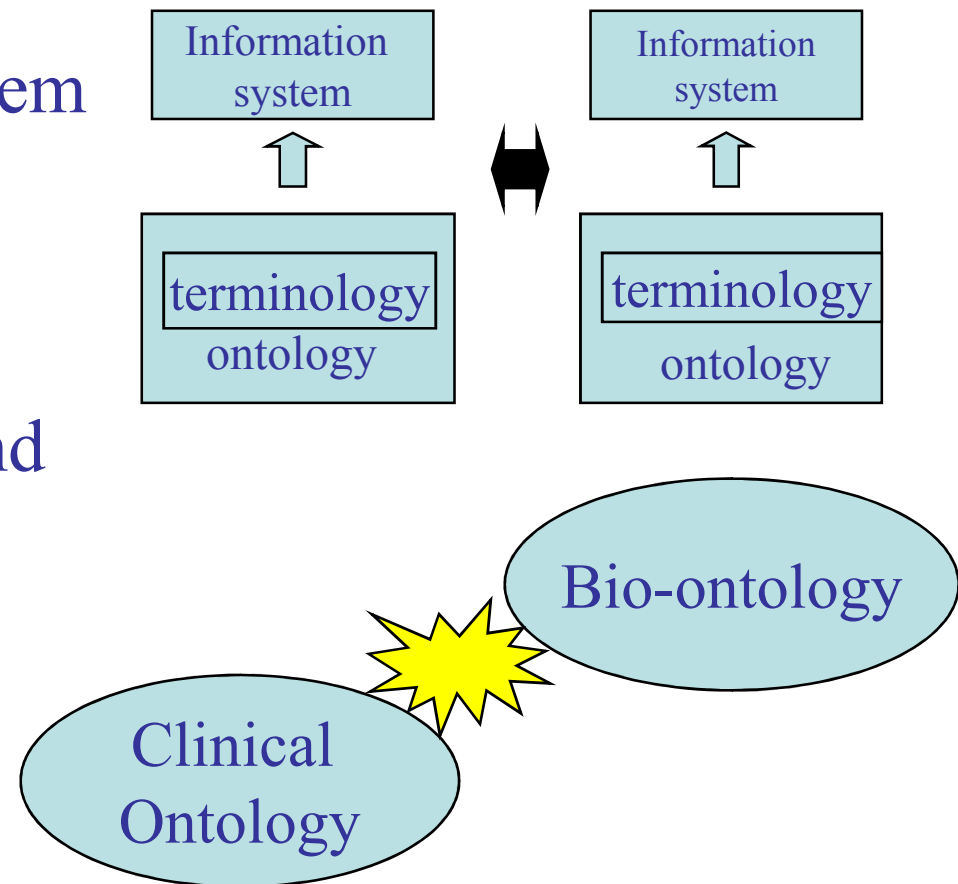 Information
system
Information
system
em
terminology
ontology
terminology
ontology
nd
Bio-ontology
Clinical
Ontology